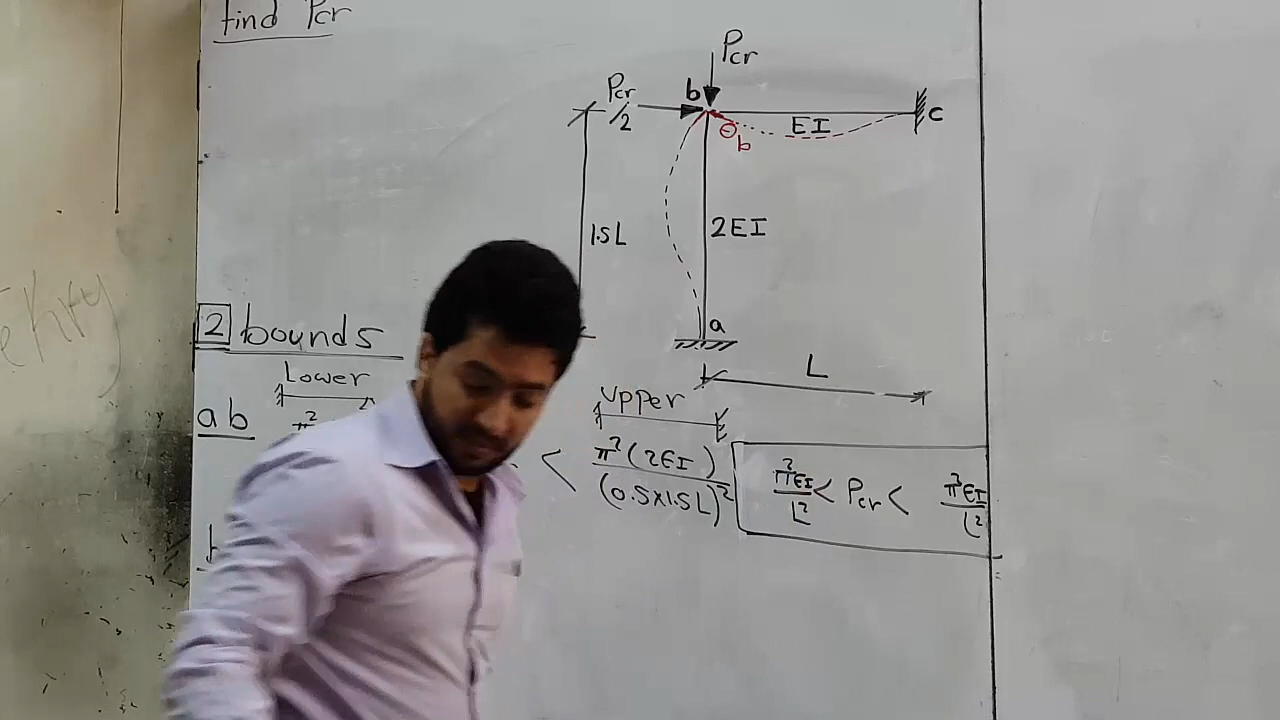 find Pcr
Pcr
Pcr/2
b
EI
c
θb
1.5L
2EI
a
L
2 bounds
Lower
Upper
ab
π²
< π²(2EI)/(0.5x1.5L)²
π²EI/L² < Pcr < π²EI/L²